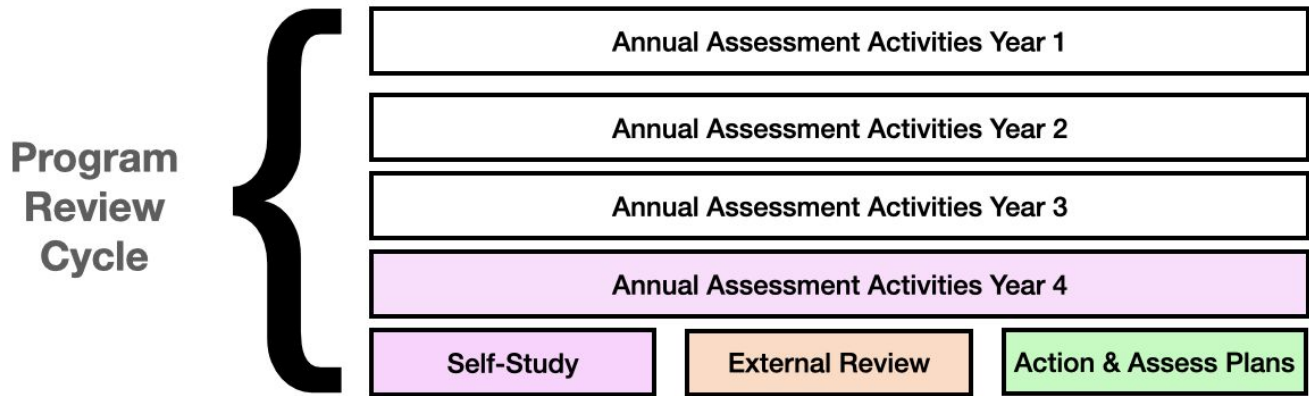 Program
Review
Cycle
Annual Assessment Activities Year 1
Annual Assessment Activities Year 2
Annual Assessment Activities Year 3
Annual Assessment Activities Year 4
Self-Study
External Review
Action & Assess Plans